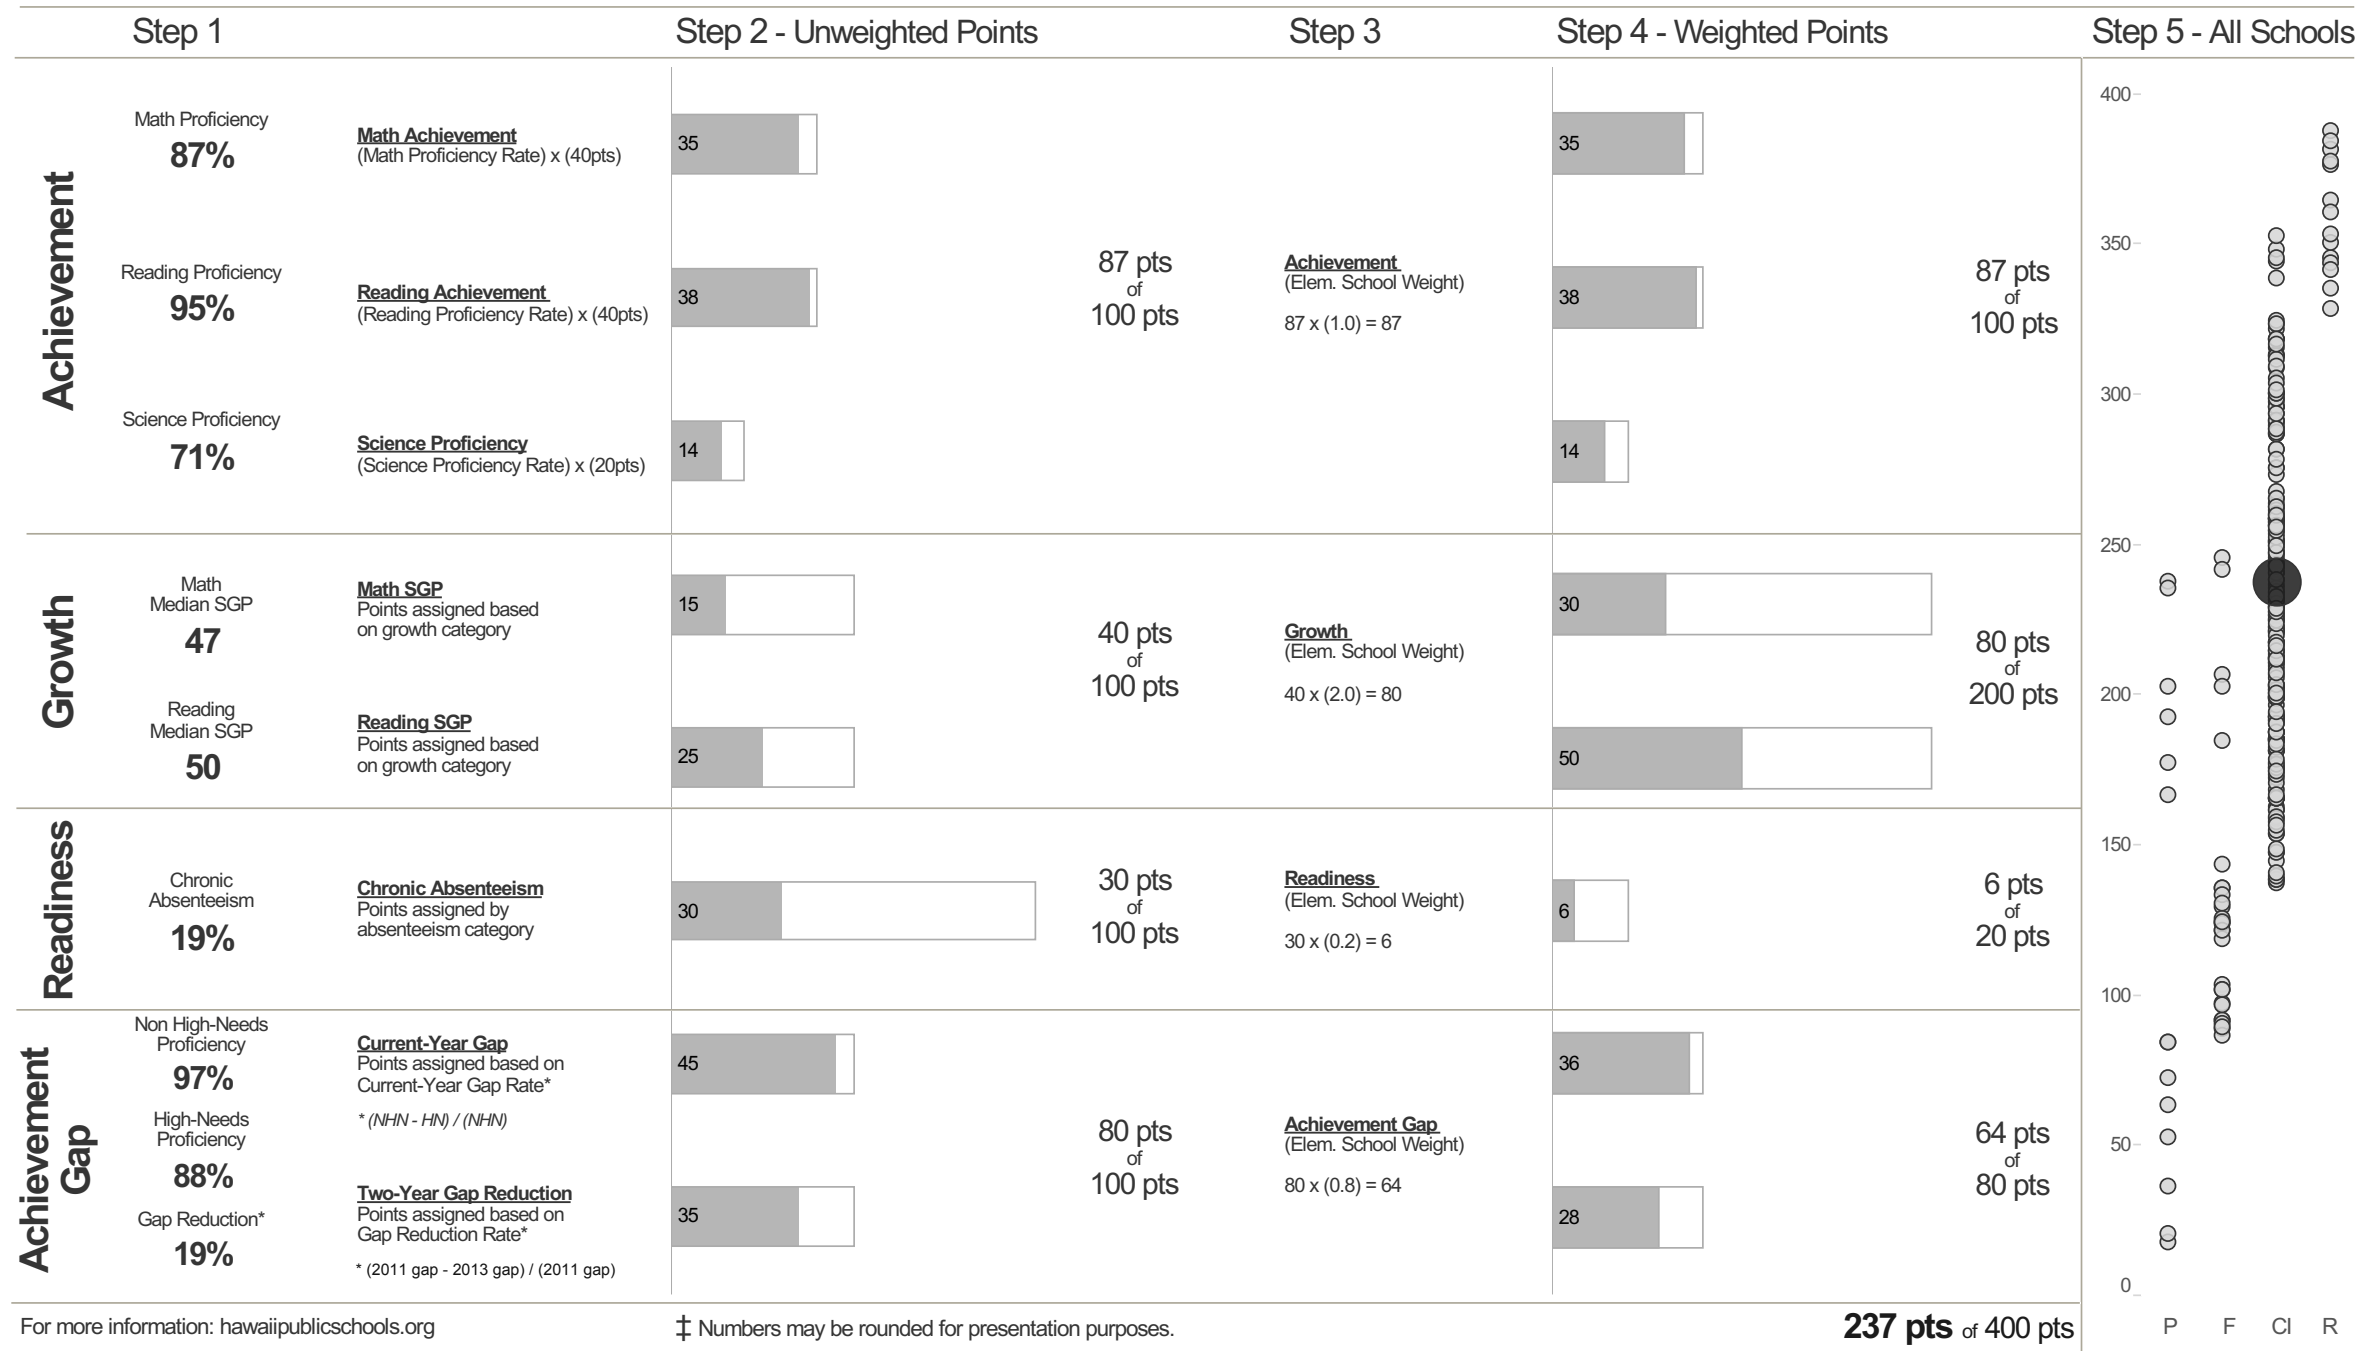 Step 1
Step 2 - Unweighted Points
Step 3
Step 4 - Weighted Points
Step 5 - All Schools
Achievement
Math Proficiency
87%
Math Achievement
(Math Proficiency Rate) x (40pts)
35
35
Reading Proficiency
95%
Reading Achievement
(Reading Proficiency Rate) x (40pts)
38
87 pts
of
100 pts
Achievement
(Elem. School Weight)
87 x (1.0) = 87
38
87 pts
of
100 pts
Science Proficiency
71%
Science Proficiency
(Science Proficiency Rate) x (20pts)
14
14
Growth
Math
Median SGP
47
Math SGP
Points assigned based
on growth category
15
40 pts
of
100 pts
Growth
(Elem. School Weight)
40 x (2.0) = 80
30
80 pts
of
200 pts
Reading
Median SGP
50
Reading SGP
Points assigned based
on growth category
25
50
Readiness
Chronic
Absenteeism
19%
Chronic Absenteeism
Points assigned by
absenteeism category
30
30 pts
of
100 pts
Readiness
(Elem. School Weight)
30 x (0.2) = 6
6
6 pts
of
20 pts
Achievement
Gap
Non High-Needs
Proficiency
97%
High-Needs
Proficiency
88%
Gap Reduction*
19%
Current-Year Gap
Points assigned based on
Current-Year Gap Rate*
* (NHN - HN) / (NHN)
Two-Year Gap Reduction
Points assigned based on
Gap Reduction Rate*
* (2011 gap - 2013 gap) / (2011 gap)
45
35
80 pts
of
100 pts
Achievement Gap
(Elem. School Weight)
80 x (0.8) = 64
36
28
64 pts
of
80 pts
400
350
300
250
200
150
100
50
0
P F CI R
For more information: hawaiipublicschools.org
‡ Numbers may be rounded for presentation purposes.
237 pts of 400 pts